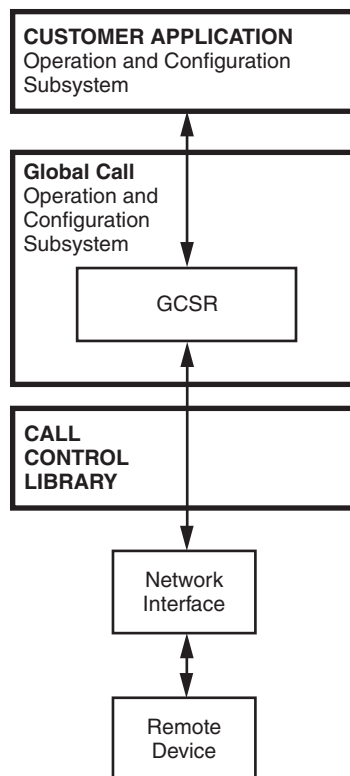 CUSTOMER APPLICATION
Operation and Configuration
Subsystem
Global Call
Operation and
Configuration
Subsystem
GCSR
CALL
CONTROL
LIBRARY
Network
Interface
Remote
Device